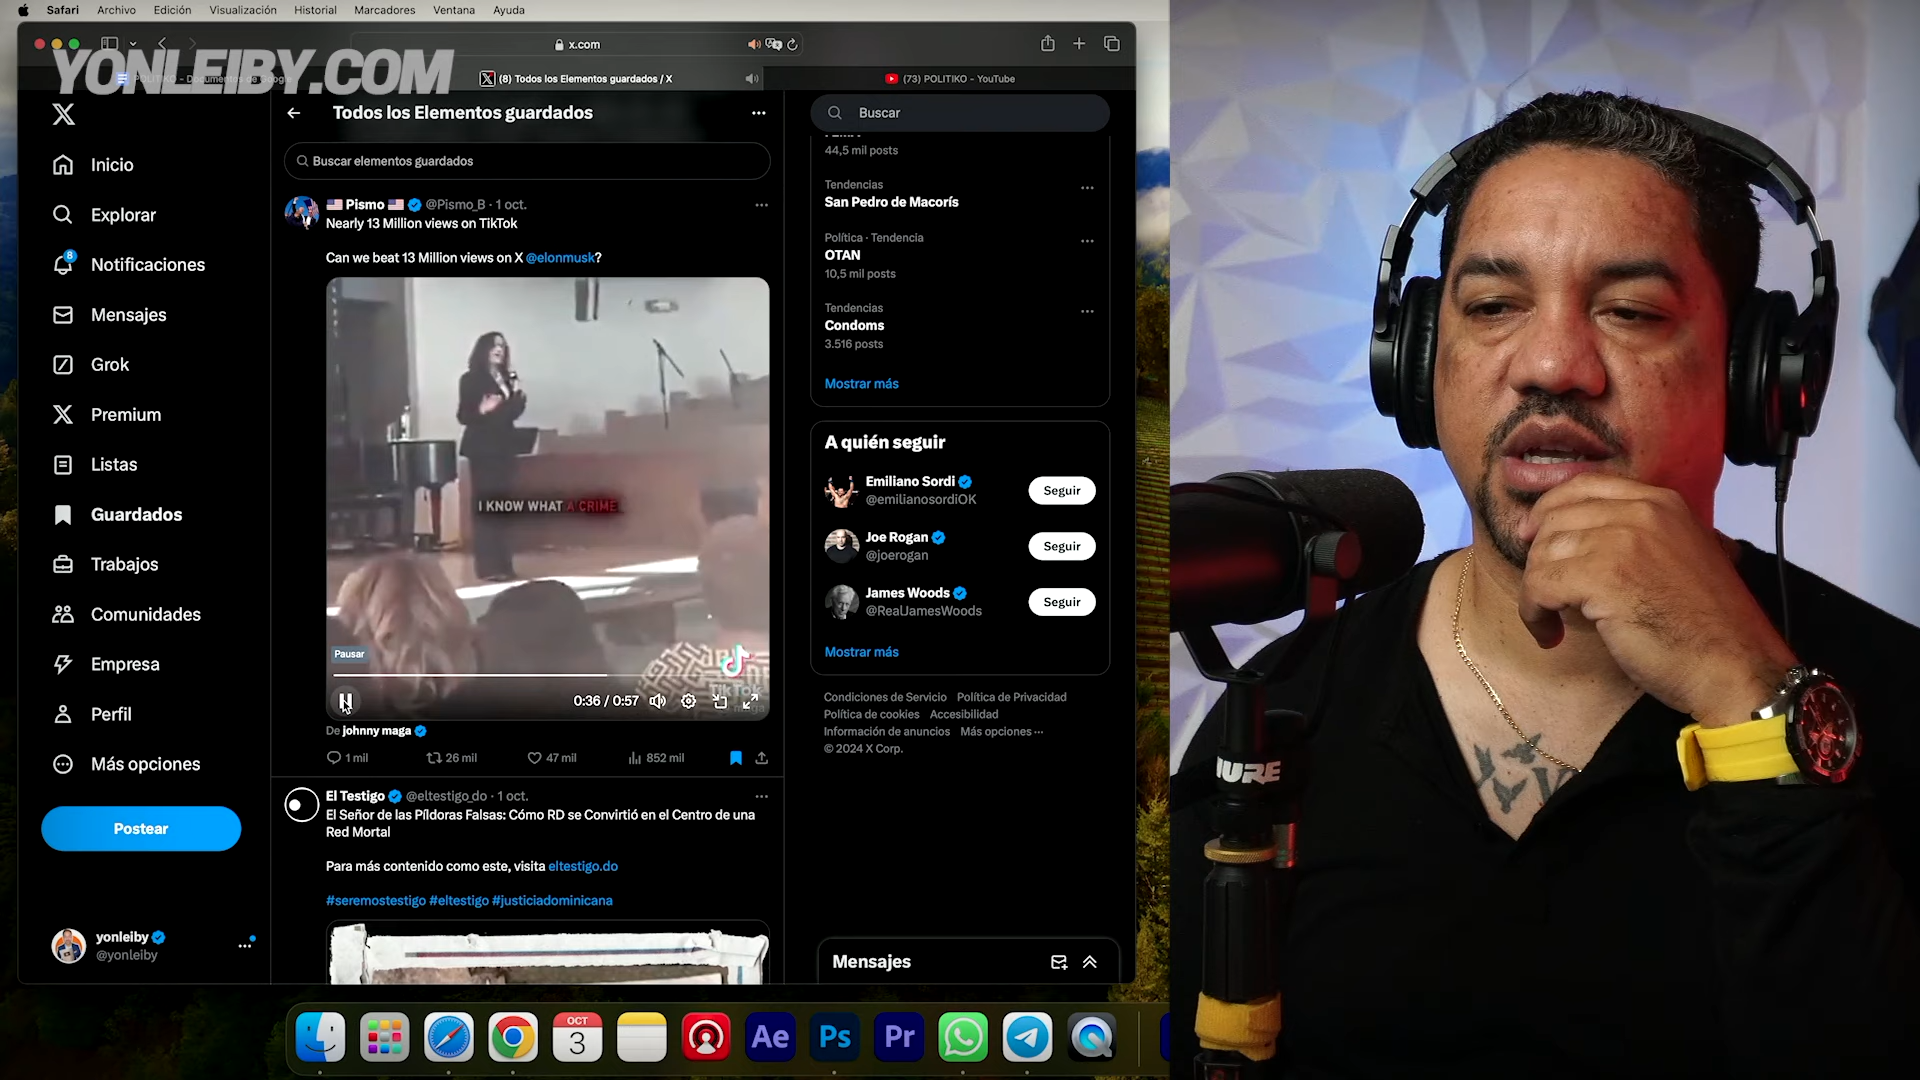 Safari Archivo Edición Visualización Historial Marcadores Ventana Ayuda
x.com
YONLEIBY.COM
(8) Todos los Elementos guardados / X
(73) POLITIKO - YouTube
Todos los Elementos guardados
Buscar elementos guardados
Inicio
Explorar
8
Notificaciones
Mensajes
Grok
Premium
Listas
Guardados
Trabajos
Comunidades
Empresa
Perfil
Más opciones
Postear
yonleiby
@yonleiby
Pismo @Pismo_B · 1 oct.
Nearly 13 Million views on TikTok
Can we beat 13 Million views on X @elonmusk?
I KNOW WHAT A CRIME
Pausar
TikTok
0:36 / 0:57
De johnny maga
1 mil 26 mil 47 mil 852 mil
El Testigo @eltestigo_do · 1 oct.
El Señor de las Píldoras Falsas: Cómo RD se Convirtió en el Centro de una
Red Mortal
Para más contenido como este, visita eltestigo.do
#seremostestigo #eltestigo #justiciadominicana
Buscar
44,5 mil posts
Tendencias
San Pedro de Macorís
Política · Tendencia
OTAN
10,5 mil posts
Tendencias
Condoms
3.516 posts
Mostrar más
A quién seguir
Emiliano Sordi
@emilianosordiOK
Seguir
Joe Rogan
@joerogan
Seguir
James Woods
@RealJamesWoods
Seguir
Mostrar más
Condiciones de Servicio Política de Privacidad
Política de cookies Accesibilidad
Información de anuncios Más opciones ···
© 2024 X Corp.
Mensajes
OCT
3
Ae
Ps
Pr
URE